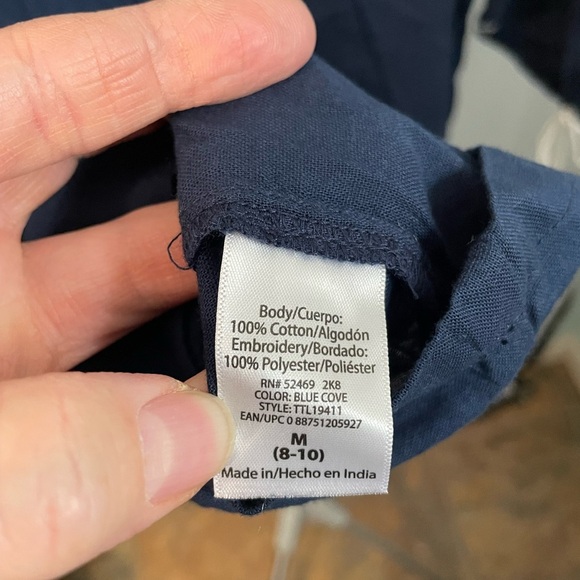 Body/Cuerpo:
100% Cotton/Algodón
Embroidery/Bordado:
100% Polyester/Poliéster
RN# 52469 2K8
COLOR: BLUE COVE
STYLE: TTL19411
EAN/UPC 0 88751205927
M
(8-10)
Made in/Hecho en India